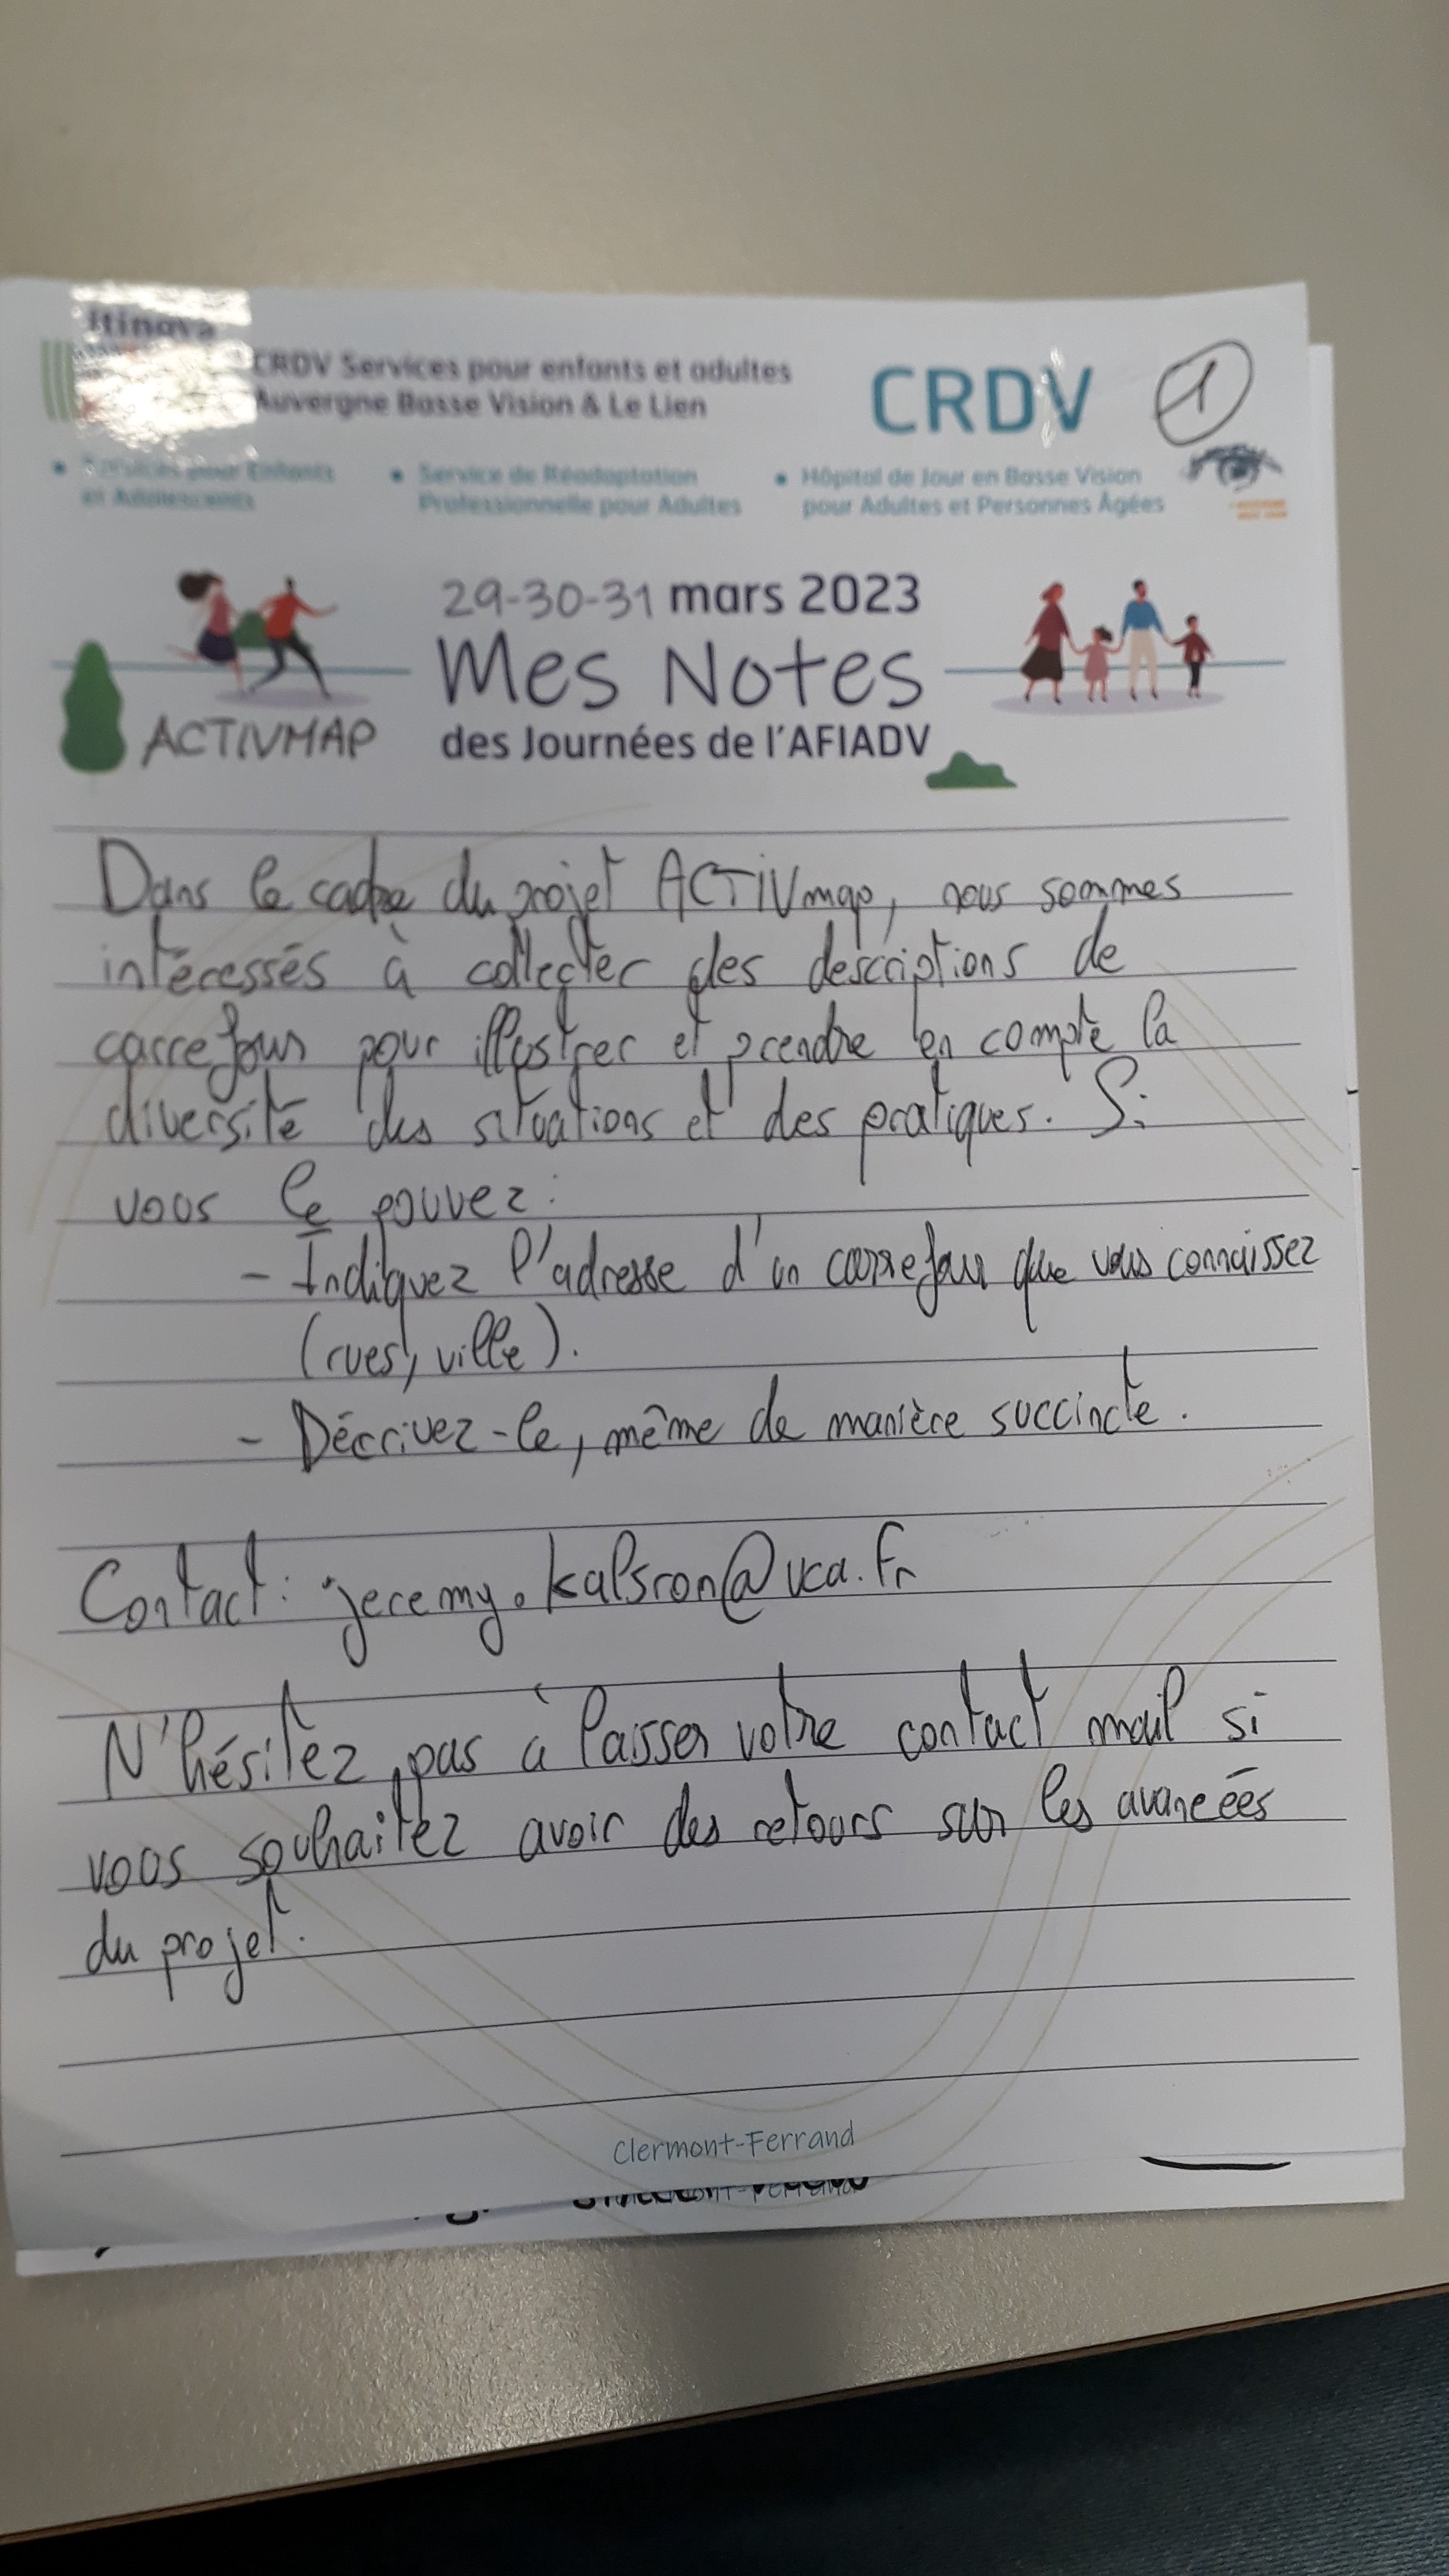 Itinova
CRDV Services pour enfants et adultes
Auvergne Basse Vision & Le Lien
CRDV
1
• Services pour Enfants et Adolescents
• Service de Réadaptation Professionnelle pour Adultes
• Hôpital de Jour en Basse Vision pour Adultes et Personnes Âgées
29-30-31 mars 2023
Mes Notes
des Journées de l'AFIADV
ACTIVMAP
Dans le cadre du projet ACTIVmap, nous sommes
intéressés à collecter des descriptions de
carrefour pour illustrer et prendre en compte la
diversité des situations et des pratiques. Si
vous le pouvez :
- Indiquez l'adresse d'un carrefour que vous connaissez
(rues, ville).
- Décrivez-le, même de manière succincte.
Contact : jeremy.kalsron@uca.fr
N'hésitez pas à laisser votre contact mail si
vous souhaitez avoir des retours sur les avancées
du projet.
Clermont-Ferrand